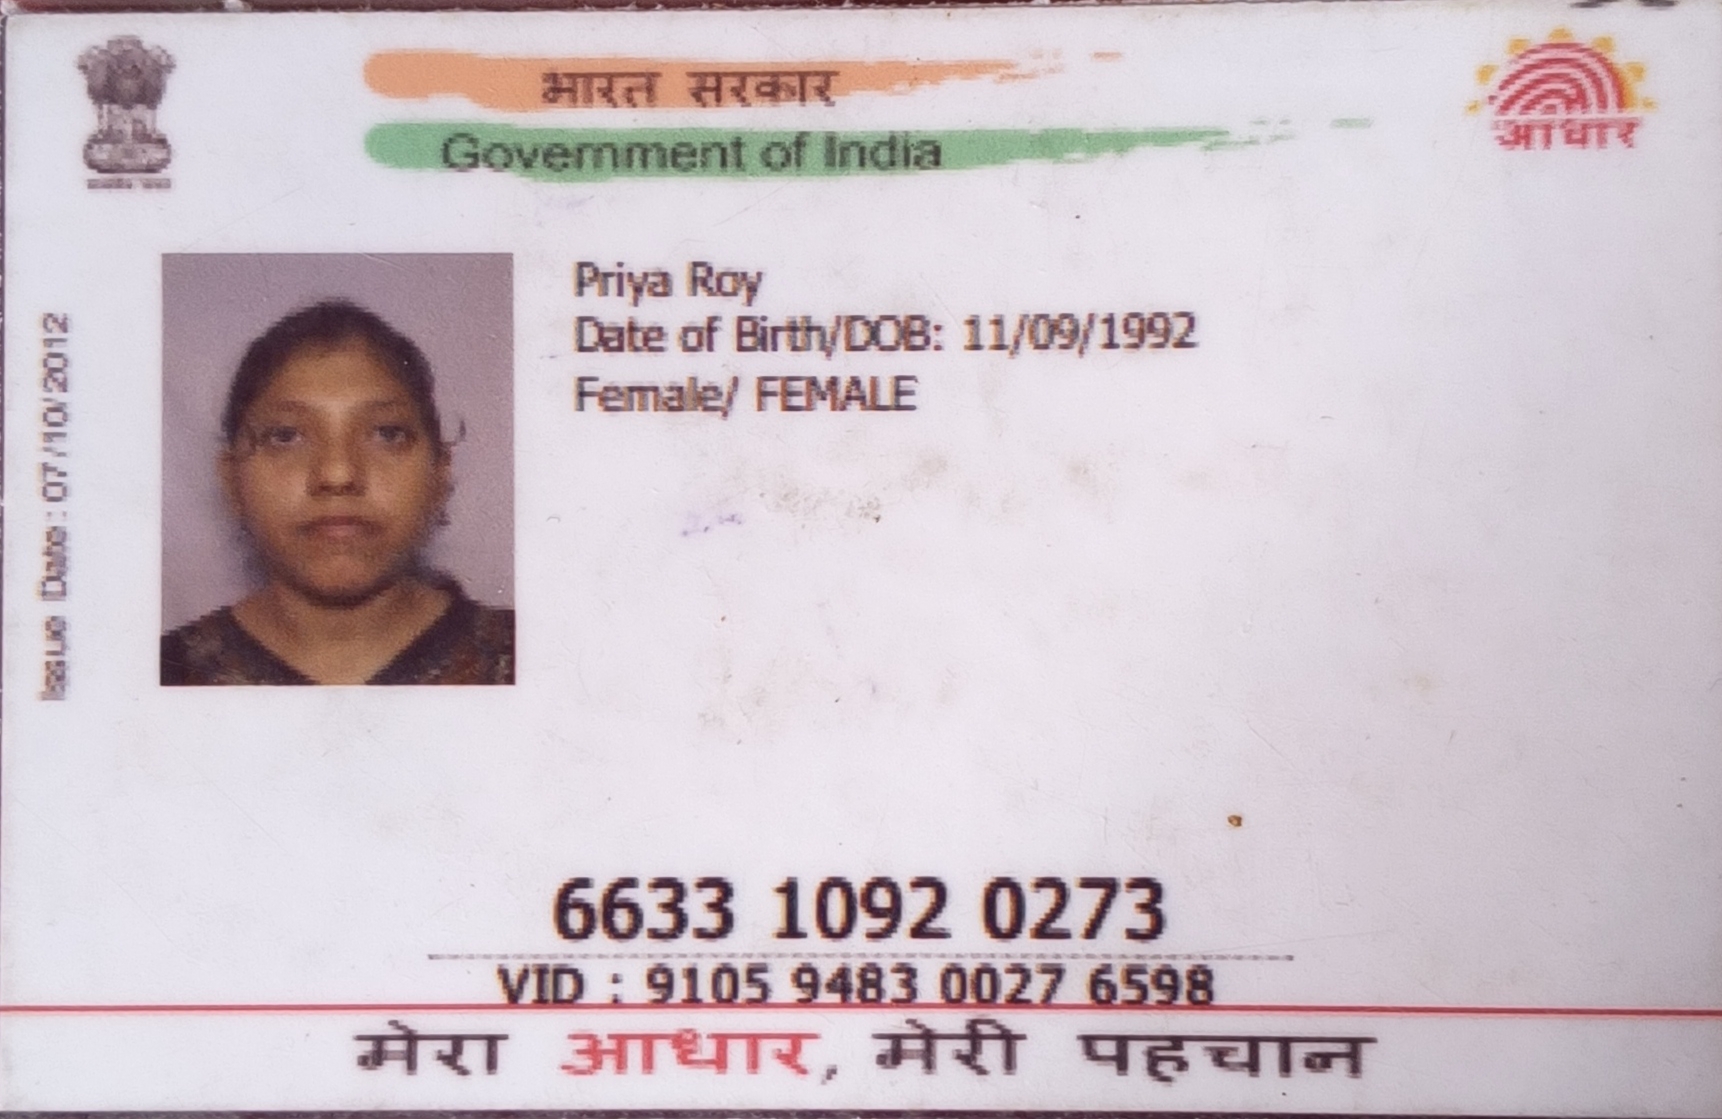 भारत सरकार
Government of India
आधार
Issue Date: 07/10/2012
Priya Roy
Date of Birth/DOB: 11/09/1992
Female/ FEMALE
6633 1092 0273
VID : 9105 9483 0027 6598
मेरा आधार, मेरी पहचान